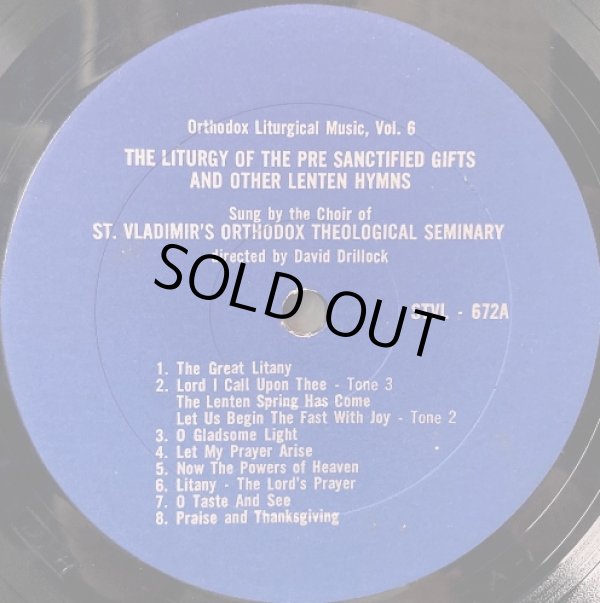 Orthodox Liturgical Music, Vol. 6
THE LITURGY OF THE PRE SANCTIFIED GIFTS
AND OTHER LENTEN HYMNS
Sung by the Choir of
ST. VLADIMIR'S ORTHODOX THEOLOGICAL SEMINARY
directed by David Drillock
SOLD OUT
STVL - 672A
1. The Great Litany
2. Lord I Call Upon Thee - Tone 3
The Lenten Spring Has Come
Let Us Begin The Fast With Joy - Tone 2
3. O Gladsome Light
4. Let My Prayer Arise
5. Now The Powers of Heaven
6. Litany - The Lord's Prayer
7. O Taste And See
8. Praise and Thanksgiving